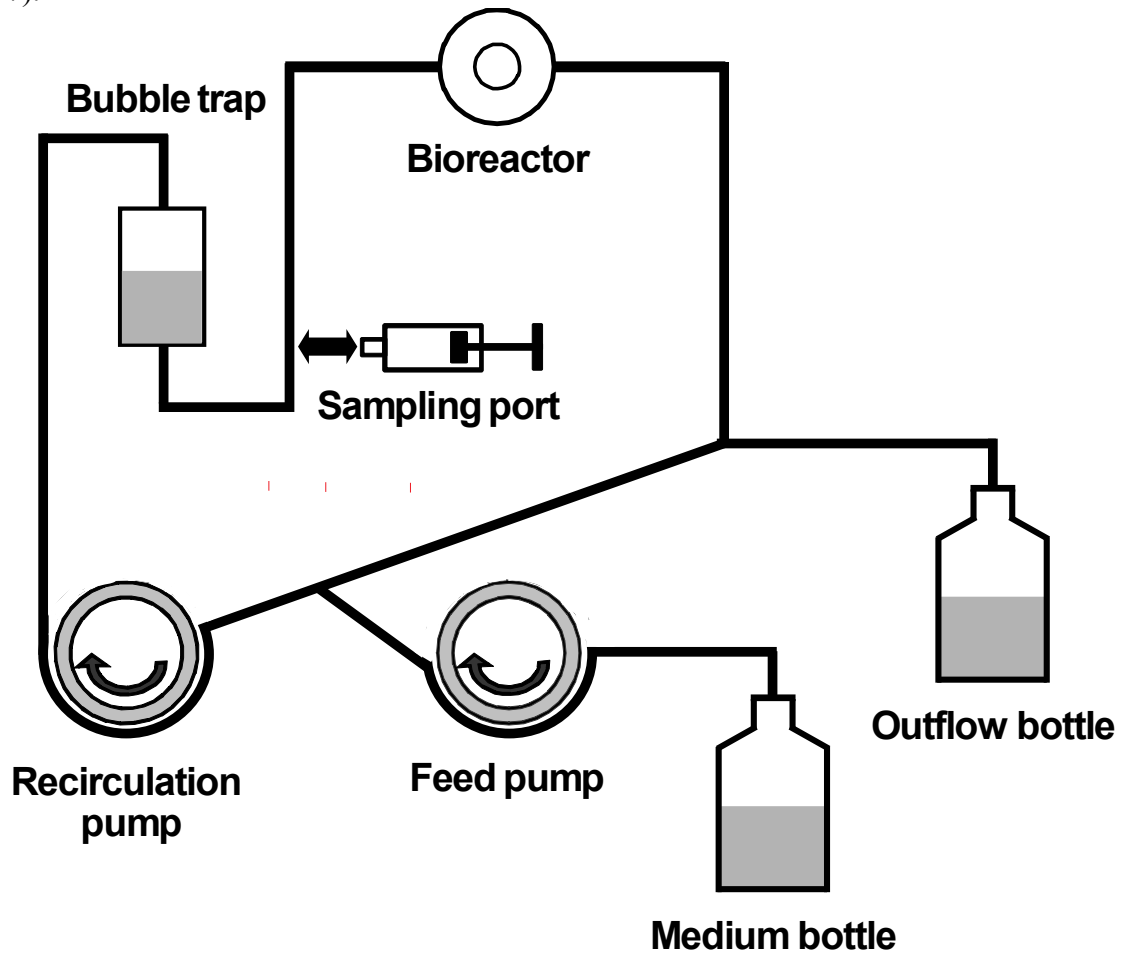 Bubble trap
Bioreactor
Sampling port
Outflow bottle
Recirculation
pump
Feed pump
Medium bottle